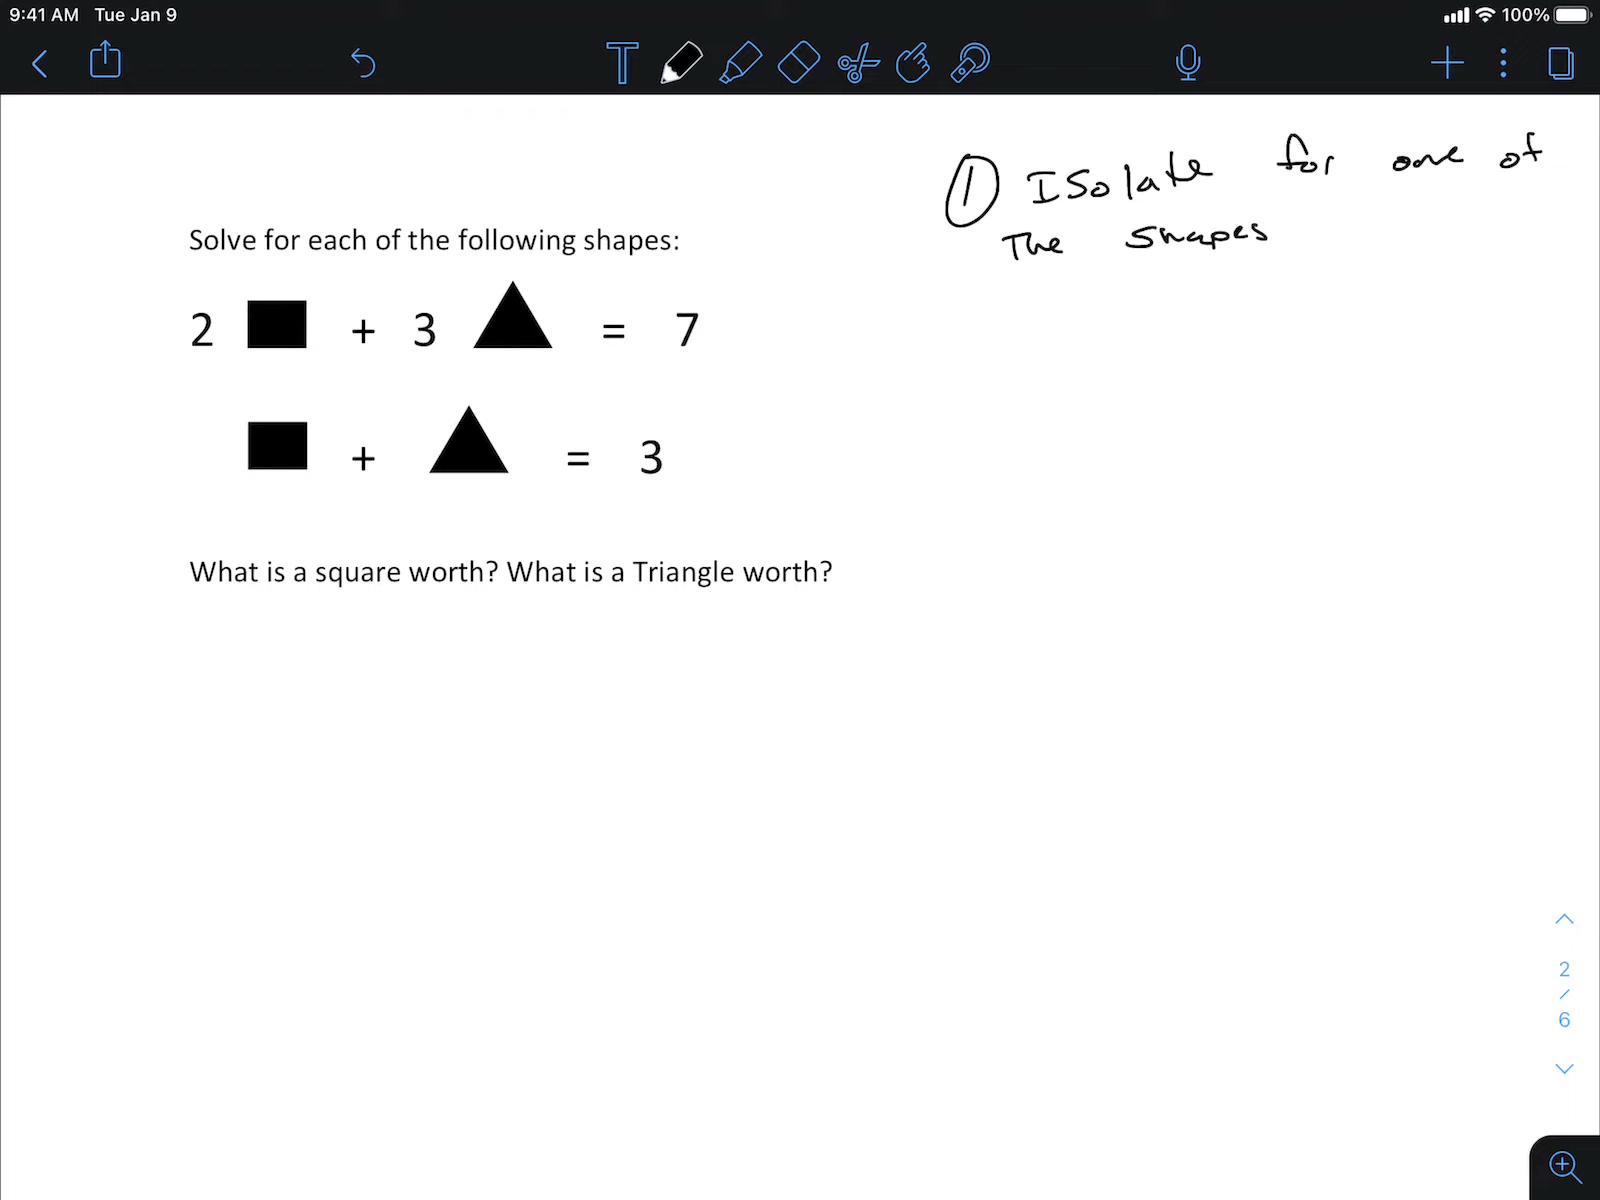 9:41 AM Tue Jan 9
100%
① Isolate for one of
The shapes
Solve for each of the following shapes:
2 + 3 = 7
+ = 3
What is a square worth? What is a Triangle worth?
2
/
6